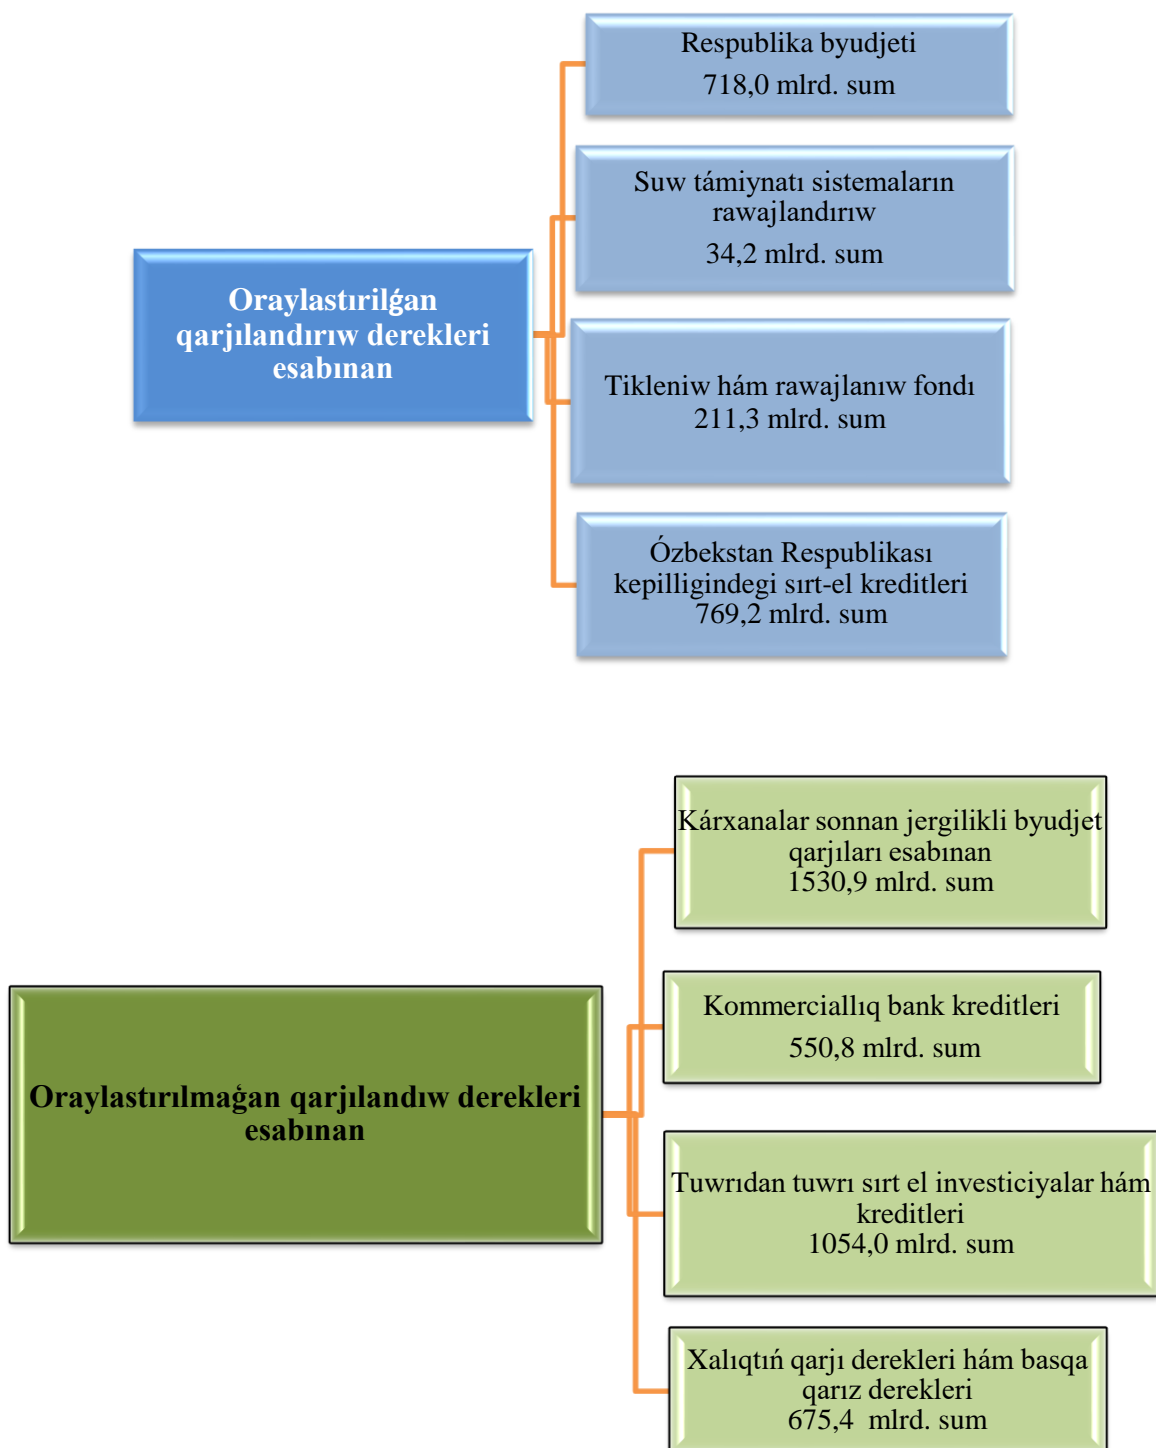 Respublika byudjeti
718,0 mlrd. sum
Suw támiynatı sistemaların
rawajlandırıw
34,2 mlrd. sum
Oraylastırılǵan
qarjılandırıw derekleri
esabınan
Tikleniw hám rawajlanıw fondı
211,3 mlrd. sum
Ózbekstan Respublikası
kepilligindegi sırt-el kreditleri
769,2 mlrd. sum
Kárxanalar sonnan jergilikli byudjet
qarjıları esabınan
1530,9 mlrd. sum
Kommerciallıq bank kreditleri
550,8 mlrd. sum
Oraylastırılmaǵan qarjılandıw derekleri
esabınan
Tuwrıdan tuwrı sırt el investiciyalar hám
kreditleri
1054,0 mlrd. sum
Xalıqtıń qarjı derekleri hám basqa
qarız derekleri
675,4 mlrd. sum